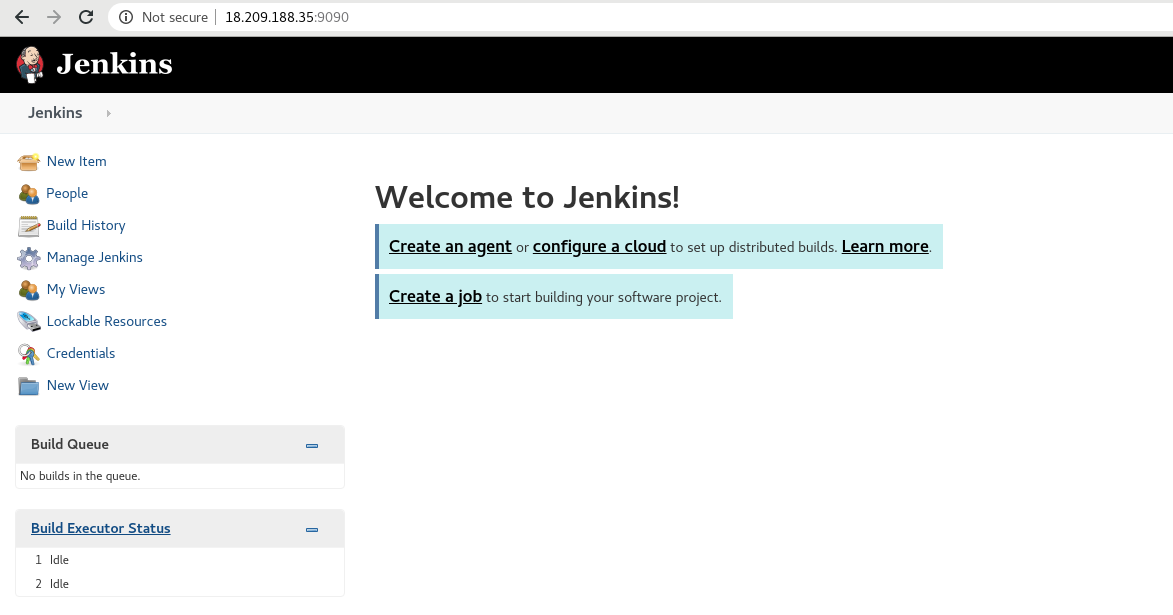 Not secure 18.209.188.35:9090
Jenkins
Jenkins
New Item
People
Build History
Manage Jenkins
My Views
Lockable Resources
Credentials
New View
Build Queue
No builds in the queue.
Build Executor Status
1 Idle
2 Idle
Welcome to Jenkins!
Create an agent or configure a cloud to set up distributed builds. Learn more.
Create a job to start building your software project.